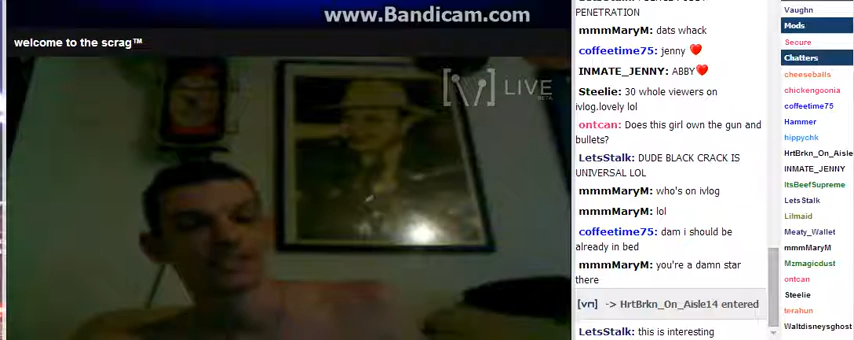 www.Bandicam.com
welcome to the scrag™
LIVE
BETA
PENETRATION
mmmMaryM: dats whack
coffeetime75: jenny ❤
INMATE_JENNY: ABBY❤
Steelie: 30 whole viewers on
ivlog.lovely lol
ontcan: Does this girl own the gun and
bullets?
LetsStalk: DUDE BLACK CRACK IS
UNIVERSAL LOL
mmmMaryM: who's on ivlog
mmmMaryM: lol
coffeetime75: dam i should be
already in bed
mmmMaryM: you're a damn star
there
-> HrtBrkn_On_Aisle14 entered
LetsStalk: this is interesting
Vaughn
Mods
Secure
Chatters
cheeseballs
chickengoonia
coffeetime75
Hammer
hippychk
HrtBrkn_On_Aisle
INMATE_JENNY
ItsBeefSupreme
LetsStalk
Lilmaid
Meaty_Wallet
mmmMaryM
Mzmagicdust
ontcan
Steelie
terahun
Waltdisneysghost